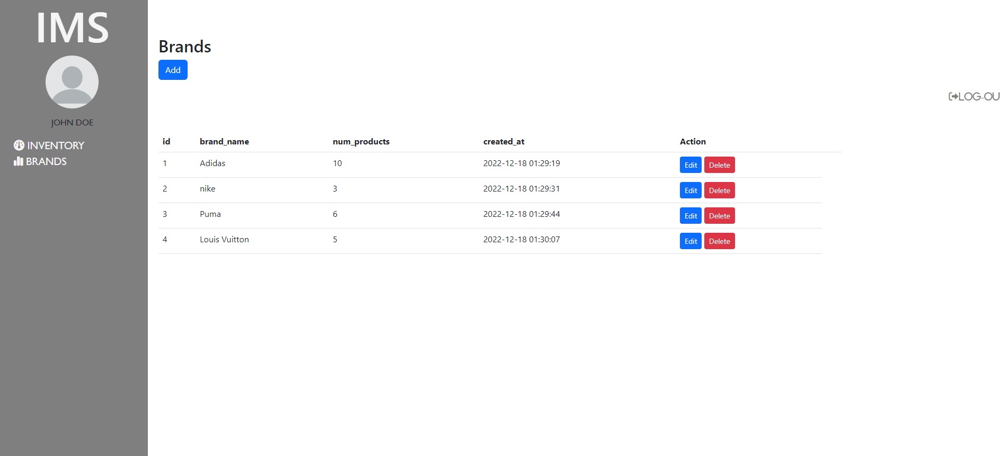 IMS
JOHN DOE
INVENTORY
BRANDS
Brands
Add
LOG-OU
id brand_name num_products created_at Action
1 Adidas 10 2022-12-18 01:29:19 Edit Delete
2 nike 3 2022-12-18 01:29:31 Edit Delete
3 Puma 6 2022-12-18 01:29:44 Edit Delete
4 Louis Vuitton 5 2022-12-18 01:30:07 Edit Delete